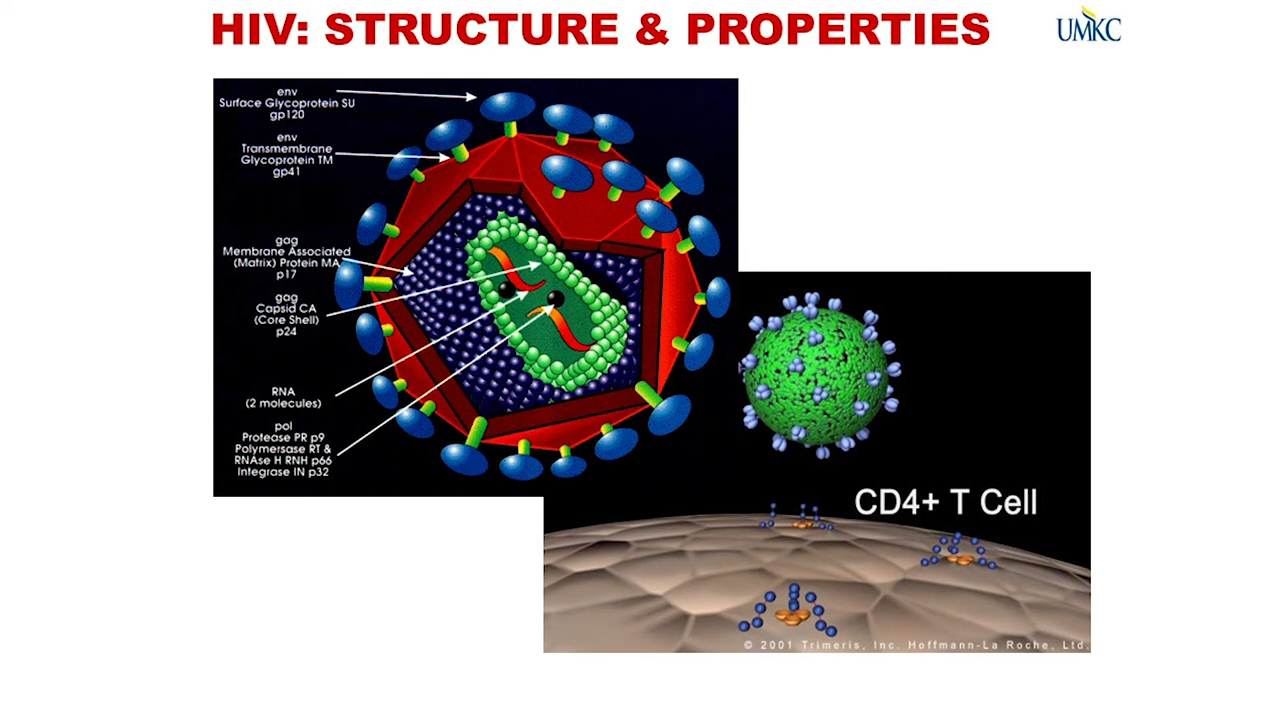 HIV: STRUCTURE & PROPERTIES
UMKC
env
Surface Glycoprotein SU
gp120
env
Transmembrane
Glycoprotein TM
gp41
gag
Membrane Associated
(Matrix) Protein MA
p17
gag
Capsid CA
(Core Shell)
p24
RNA
(2 molecules)
pol
Protease PR p9
Polymersase RT &
RNAse H RNH p66
Integrase IN p32
CD4+ T Cell
© 2001 Trimeris, Inc. Hoffmann-La Roche, Ltd.